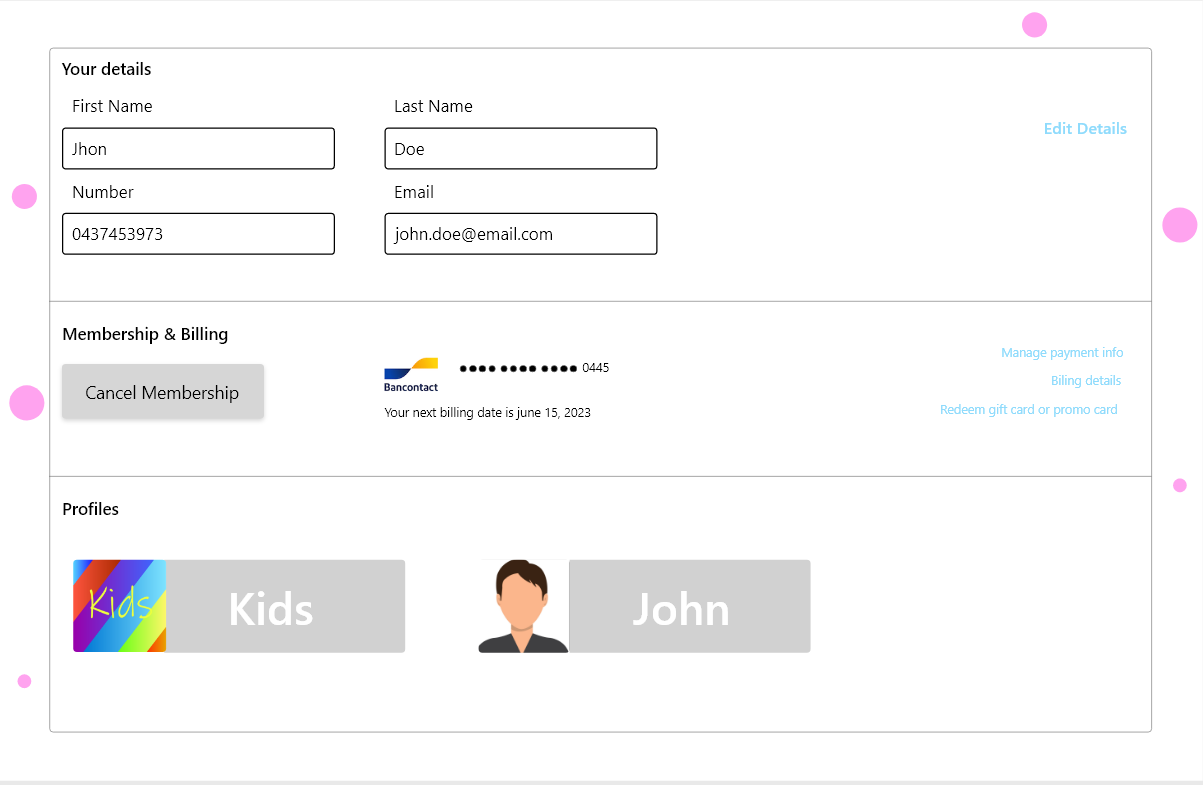 Your details
First Name
Last Name
Edit Details
Jhon
Doe
Number
Email
0437453973
john.doe@email.com
Membership & Billing
Manage payment info
Cancel Membership
Bancontact
●●●● ●●●● ●●●● 0445
Biling details
Your next billing date is june 15, 2023
Redeem gift card or promo card
Profiles
Kids
Kids
John